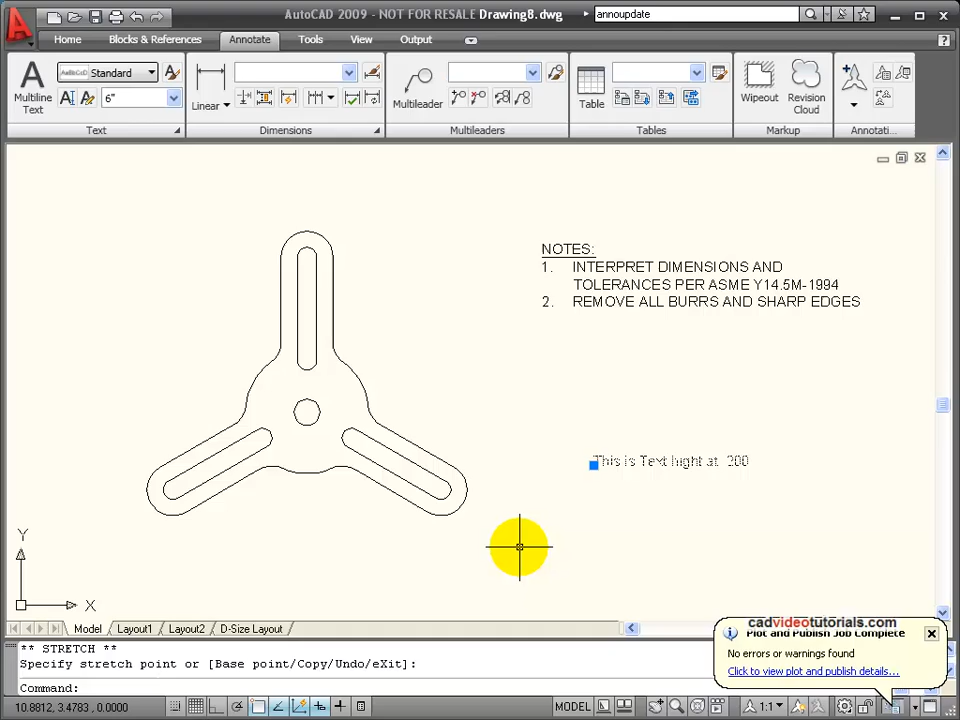 AutoCAD 2009 - NOT FOR RESALE Drawing8.dwg
annoupdate
Home Blocks & References Annotate Tools View Output
Standard
6"
Multiline Text
Linear
Multileader
Table
Wipeout
Revision Cloud
Text Dimensions Multileaders Tables Markup Annotati...
NOTES:
1. INTERPRET DIMENSIONS AND
TOLERANCES PER ASME Y14.5M-1994
2. REMOVE ALL BURRS AND SHARP EDGES
This is Text hight at .200
Y
X
Model Layout1 Layout2 D-Size Layout
** STRETCH **
Specify stretch point or [Base point/Copy/Undo/eXit]:
Command:
cadvideotutorials.com
Plot and Publish Job Complete
No errors or warnings found
Click to view plot and publish details...
10.8812, 3.4783, 0.0000
MODEL
1:1